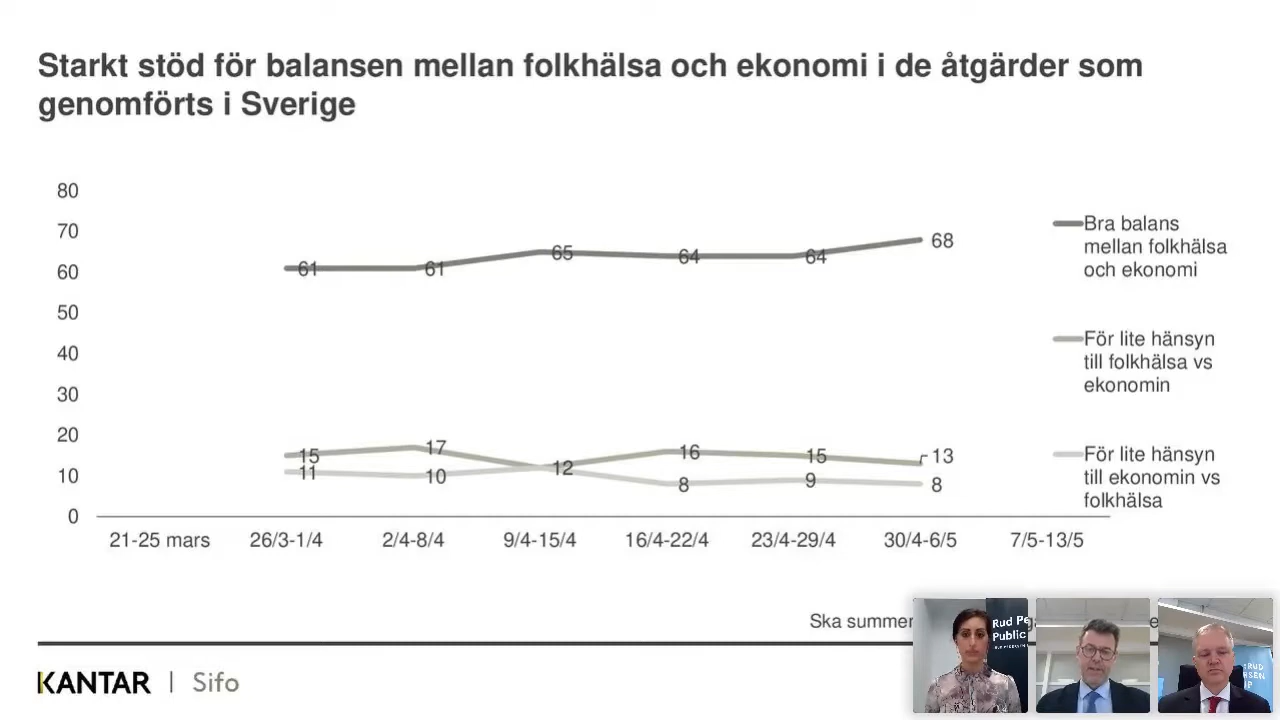 Starkt stöd för balansen mellan folkhälsa och ekonomi i de åtgärder som
genomförts i Sverige
80
70
60
50
40
30
20
10
0
61 61 65 64 64 68
15 17 12 16 15 13
11 10 8 9 8
21-25 mars 26/3-1/4 2/4-8/4 9/4-15/4 16/4-22/4 23/4-29/4 30/4-6/5 7/5-13/5
Bra balans
mellan folkhälsa
och ekonomi
För lite hänsyn
till folkhälsa vs
ekonomin
För lite hänsyn
till ekonomin vs
folkhälsa
Ska
KANTAR | Sifo
Rud
Public
RUD